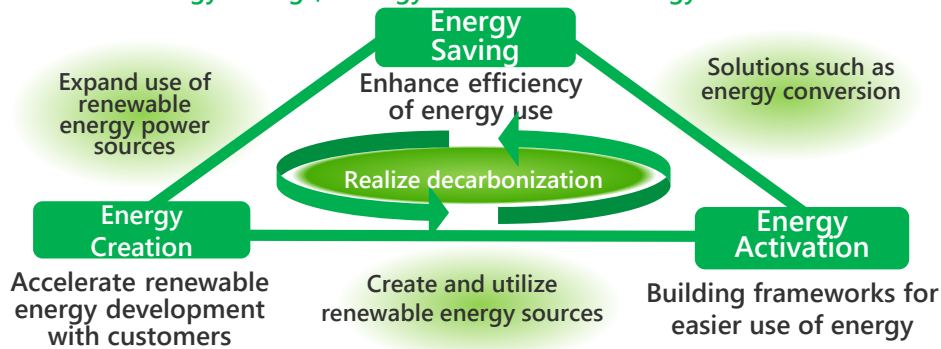 Energy
Saving
Enhance efficiency
of energy use
Expand use of
renewable
energy power
sources
Solutions such as
energy conversion
Realize decarbonization
Energy
Creation
Accelerate renewable
energy development
with customers
Create and utilize
renewable energy sources
Energy
Activation
Building frameworks for
easier use of energy